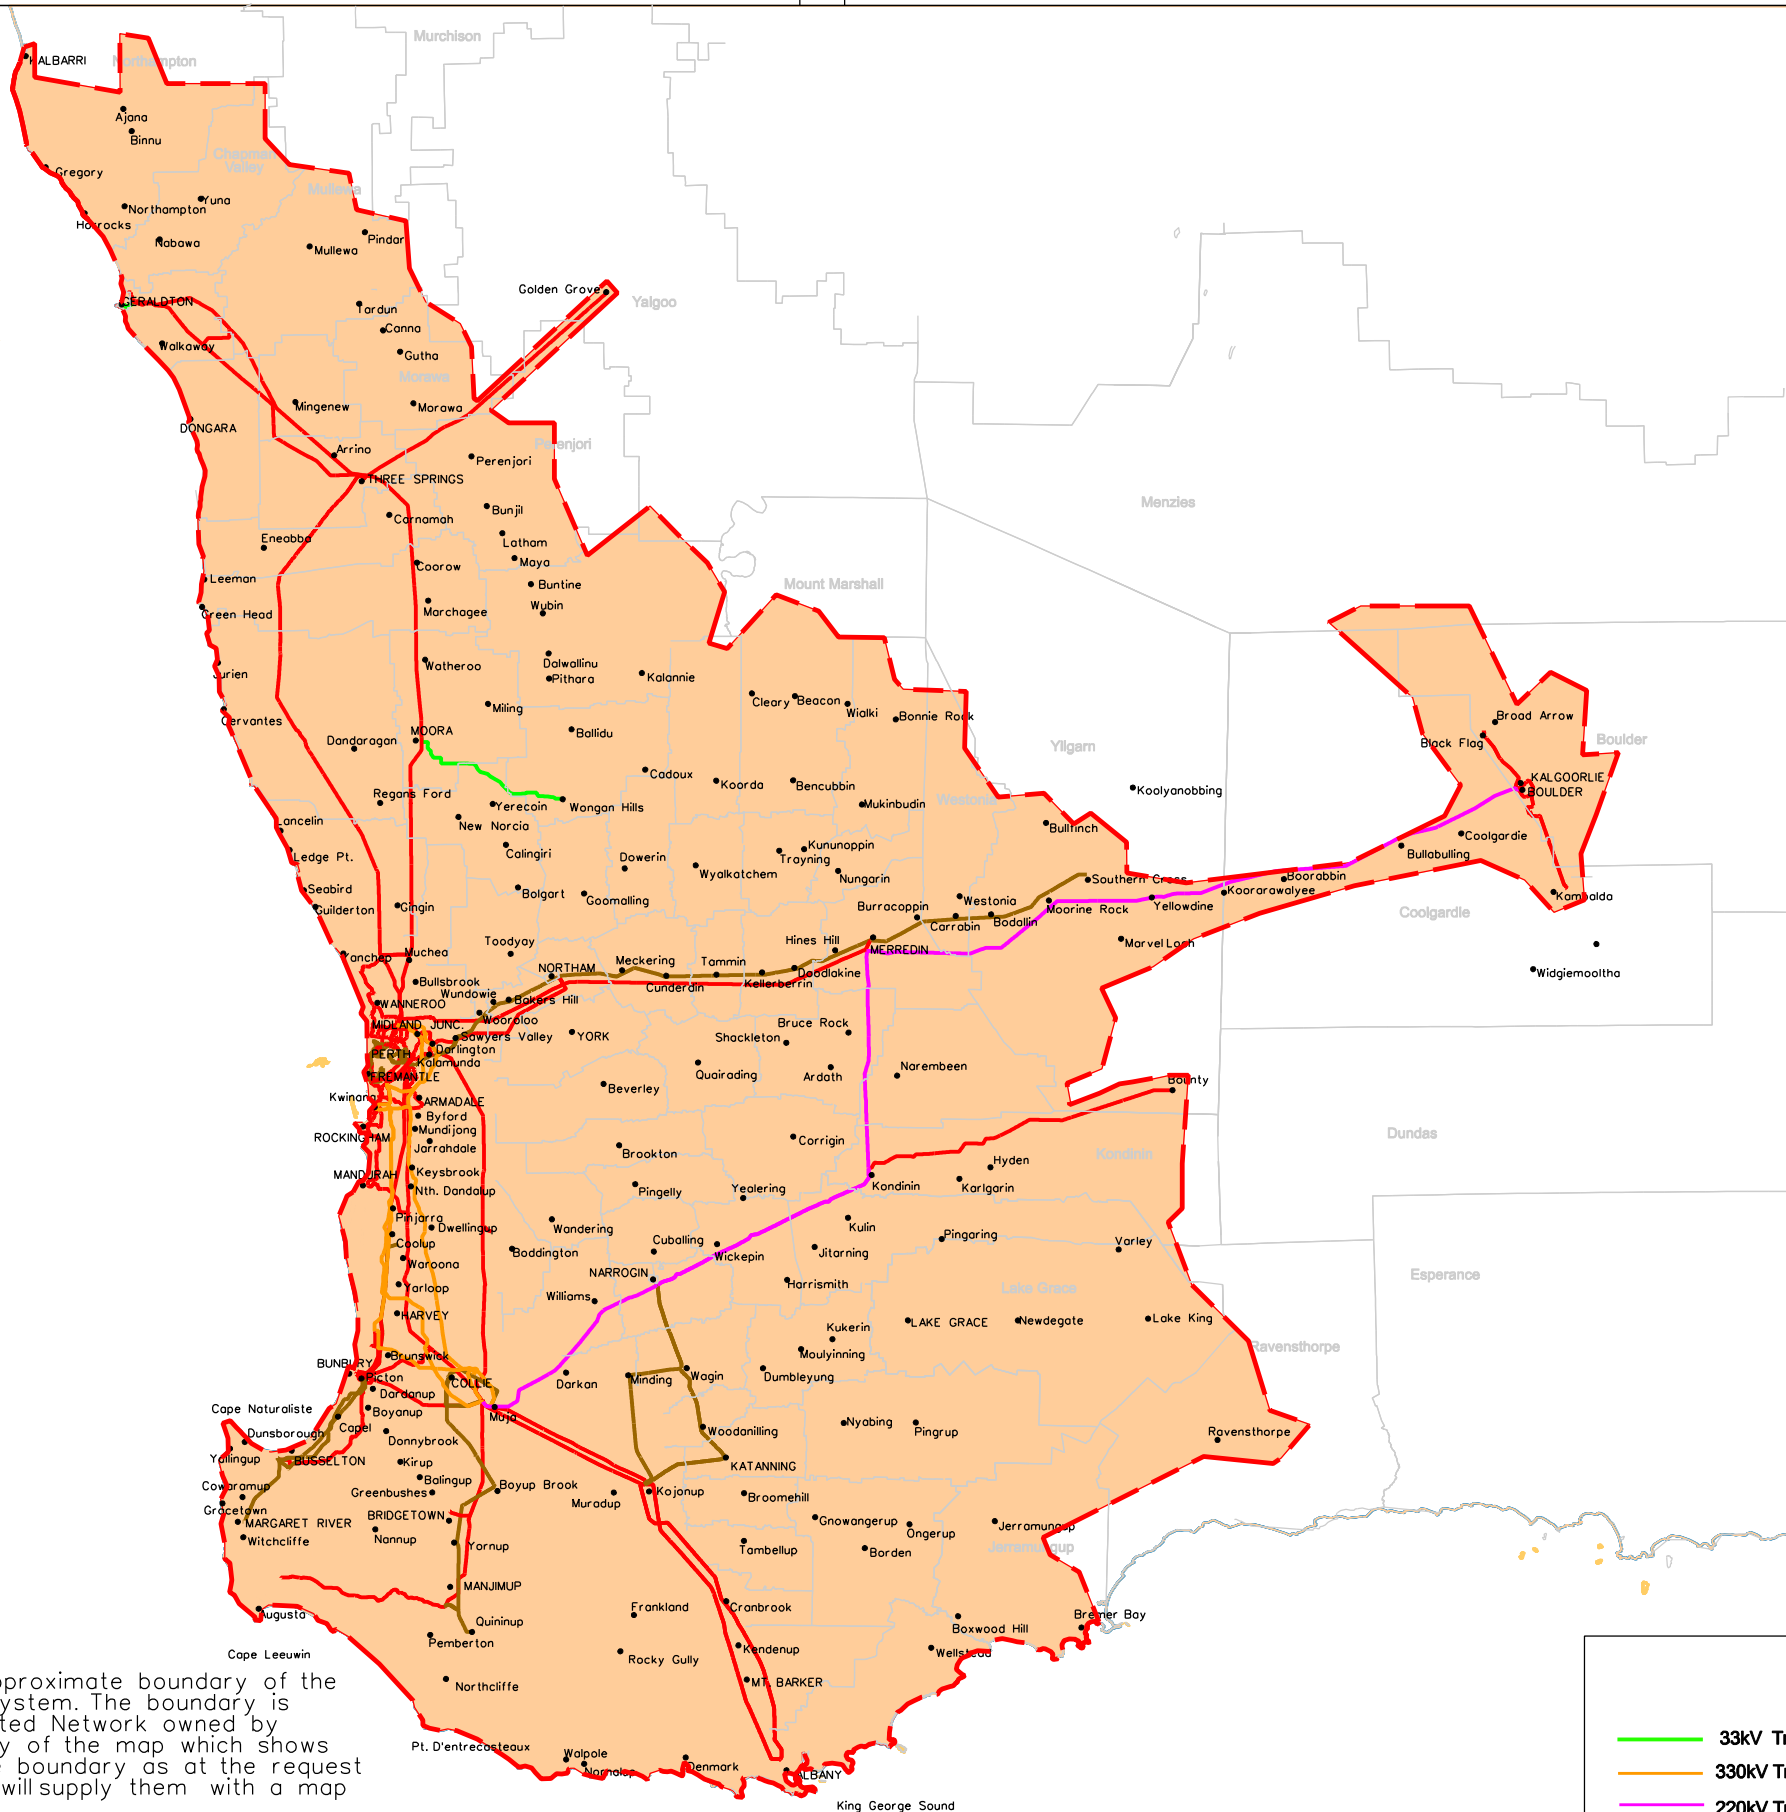 Murchison
KALBARRI
Northampton
Ajana
Binnu
Chapman
Valley
Gregory
Mullewa
Yuna
Northampton
Horrocks
Nabawa
Pindar
Mullewa
Golden Grove
Yalgoo
GERALDTON
Tardun
Canna
Walkaway
Gutha
Morawa
Mingenew
Morawa
DONGARA
Perenjori
Arrino
Perenjori
THREE SPRINGS
Menzies
Bunjil
Carnamah
Eneabba
Latham
Maya
Coorow
Leeman
Buntine
Mount Marshall
Wubin
Marchagee
Green Head
Dalwallinu
Watheroo
Jurien
Pithara
Kalannie
Cleary
Beacon
Miling
Wialki
Bonnie Rock
Broad Arrow
Cervantes
MOORA
Ballidu
Dandaragan
Black Flag
Boulder
Yilgarn
Cadoux
KALGOORLIE
Koorda
Bencubbin
Koolyanobbing
BOULDER
Regans Ford
Yerecoin
Wongan Hills
Mukinbudin
Westonia
Lancelin
New Norcia
Bullfinch
Coolgardie
Kununoppin
Calingiri
Ledge Pt.
Dowerin
Trayning
Bullabulling
Wyalkatchem
Nungarin
Southern Cross
Boorabbin
Seabird
Bolgart
Goomalling
Westonia
Koorarawalyee
Kambalda
Guilderton
Gingin
Burracoppin
Moorine Rock
Yellowdine
Coolgardie
Carrabin
Bodallin
Toodyay
Hines Hill
Marvel Loch
Yanchep
Muchea
MERREDIN
Meckering
Tammin
NORTHAM
Doodlakine
Widgiemooltha
Bullsbrook
Cunderdin
Kellerberrin
Wundowie
WANNEROO
Bakers Hill
Wooroloo
MIDLAND JUNC.
Bruce Rock
Sawyers Valley
YORK
Shackleton
PERTH
Darlington
Kalamunda
FREMANTLE
Quairading
Ardath
Narembeen
Bounty
Beverley
Kwinana
ARMADALE
Byford
Mundijong
ROCKINGHAM
Jarrahdale
Corrigin
Dundas
Brookton
Kondinin
Hyden
MANDURAH
Keysbrook
Nth. Dandalup
Pingelly
Yealering
Kondinin
Karlgarin
Pinjarra
Dwellingup
Wandering
Kulin
Coolup
Boddington
Cuballing
Wickepin
Jitarning
Pingaring
Varley
Waroona
NARROGIN
Harrismith
Esperance
Yarloop
Williams
Lake Grace
HARVEY
LAKE GRACE
Newdegate
Lake King
Kukerin
Brunswick
Moulyinning
Ravensthorpe
BUNBURY
Picton
COLLIE
Darkan
Minding
Wagin
Dumbleyung
Dardanup
Cape Naturaliste
Boyanup
Muja
Dunsborough
Capel
Nyabing
Pingrup
Woodanilling
Ravensthorpe
Donnybrook
Yallingup
BUSSELTON
Kirup
KATANNING
Balingup
Cowaramup
Greenbushes
Boyup Brook
Kojonup
Broomehill
Gracetown
Muradup
BRIDGETOWN
MARGARET RIVER
Gnowangerup
Ongerup
Jerramungup
Witchcliffe
Nannup
Yornup
Tambellup
Borden
Jerramungup
MANJIMUP
Augusta
Frankland
Cranbrook
Bremer Bay
Quininup
Boxwood Hill
Pemberton
Cape Leeuwin
Kendenup
Wellstead
Rocky Gully
Northcliffe
MT. BARKER
proximate boundary of the
ystem. The boundary is
ted Network owned by
y of the map which shows
e boundary as at the request
will supply them with a map
Pt. D'entrecasteaux
Walpole
Nornalup
Denmark
ALBANY
King George Sound
33kV Tr
330kV Tr
220kV Tr